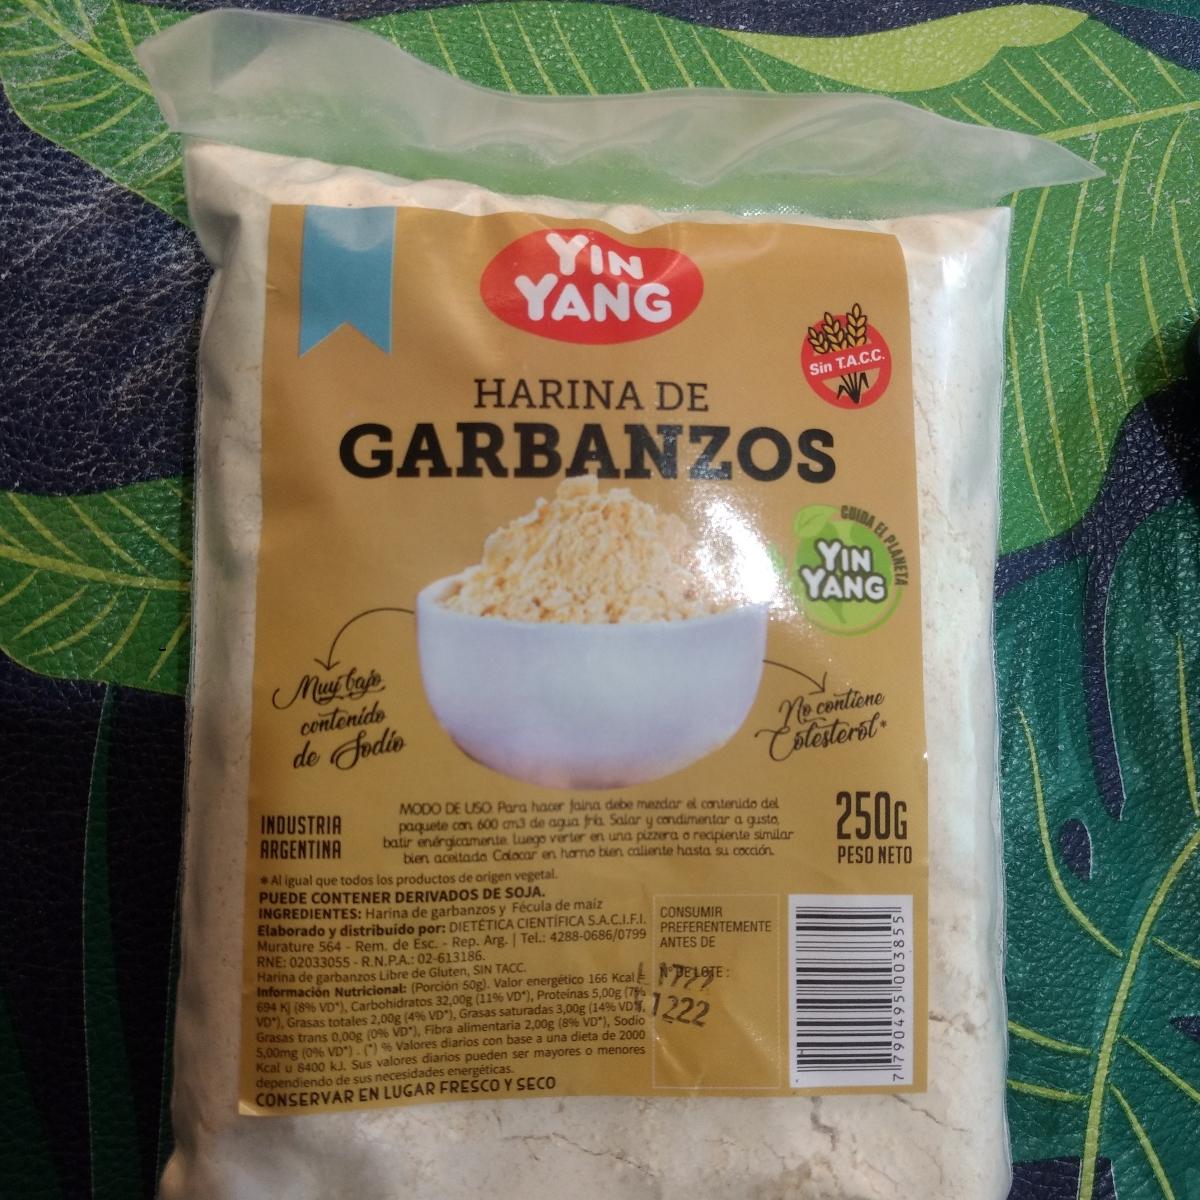 YIN
YANG
Sin T.A.C.C.
HARINA DE
GARBANZOS
CUIDA EL PLANETA
YIN
YANG
Muy bajo
contenido
de Sodio
No contiene
Colesterol*
INDUSTRIA
ARGENTINA
MODO DE USO: Para hacer faina debe mezclar el contenido del
paquete con 600 cm3 de agua fría. Salar y condimentar a gusto,
batir enérgicamente. Luego verter en una pizzera o recipiente similar
bien aceitado. Colocar en horno bien caliente hasta su cocción.
250G
PESO NETO
* Al igual que todos los productos de origen vegetal.
PUEDE CONTENER DERIVADOS DE SOJA.
INGREDIENTES: Harina de garbanzos y Fécula de maíz
Elaborado y distribuido por: DIETÉTICA CIENTÍFICA S.A.C.I.F.I.
Murature 564 - Rem. de Esc. - Rep. Arg. | Tel.: 4288-0686/0799
RNE: 02033055 - R.N.P.A.: 02-613186.
Harina de garbanzos Libre de Gluten, SIN TACC.
Información Nutricional: (Porción 50g). Valor energético 166 Kcal =
694 Kj (8% VD*), Carbohidratos 32,00g (11% VD*), Proteínas 5,00g (7%
VD*), Grasas totales 2,00g (4% VD*), Grasas saturadas 3,00g (14% VD*),
Grasas trans 0,00g (0% VD*), Fibra alimentaria 2,00g (8% VD*), Sodio
5,00mg (0% VD*) . (*) % Valores diarios con base a una dieta de 2000
Kcal u 8400 kJ. Sus valores diarios pueden ser mayores o menores
dependiendo de sus necesidades energéticas.
CONSERVAR EN LUGAR FRESCO Y SECO
CONSUMIR
PREFERENTEMENTE
ANTES DE
Nº DE LOTE :
1222
7 790495 003855